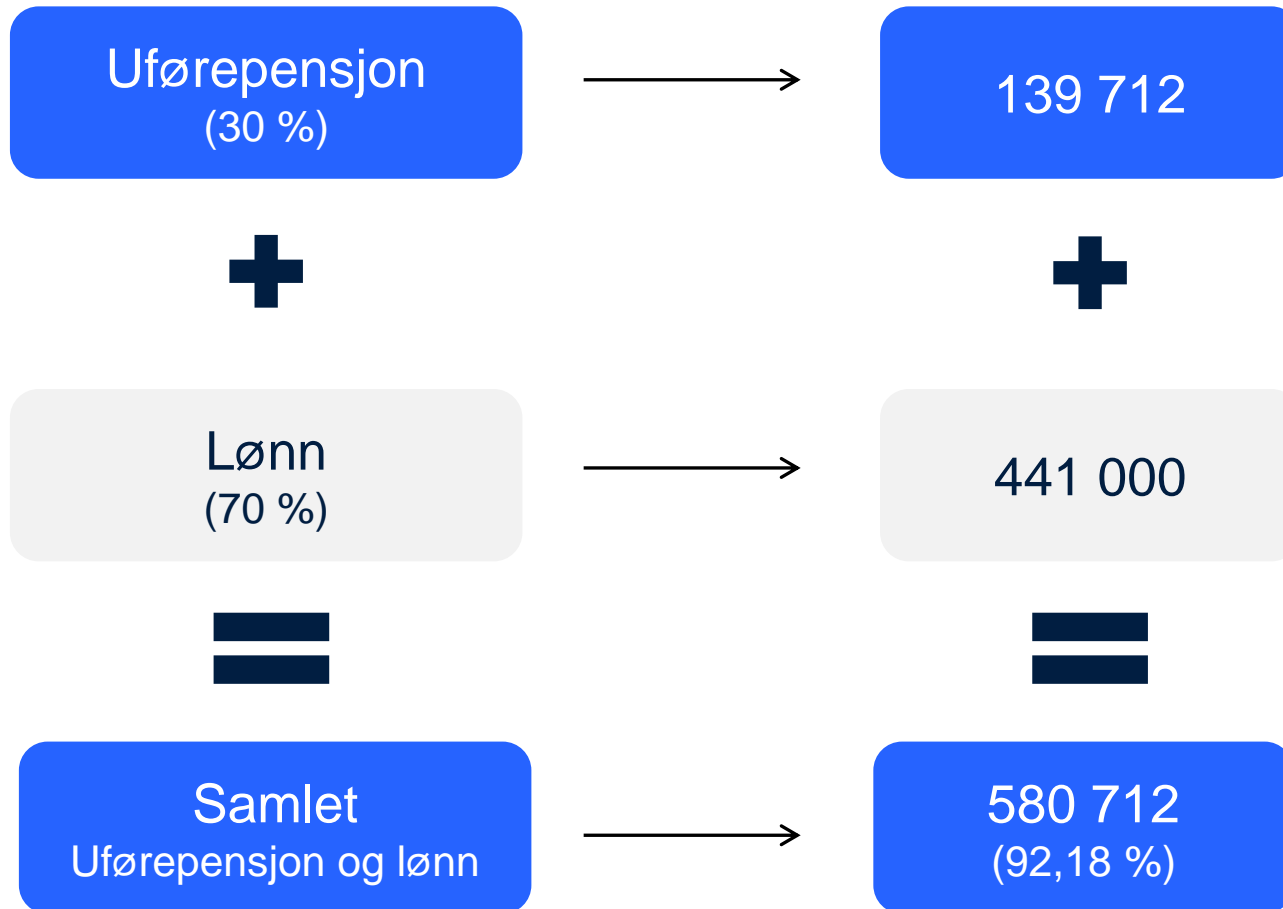 Uførepensjon
(30 %)
139 712
Lønn
(70 %)
441 000
Samlet
Uførepensjon og lønn
580 712
(92,18 %)